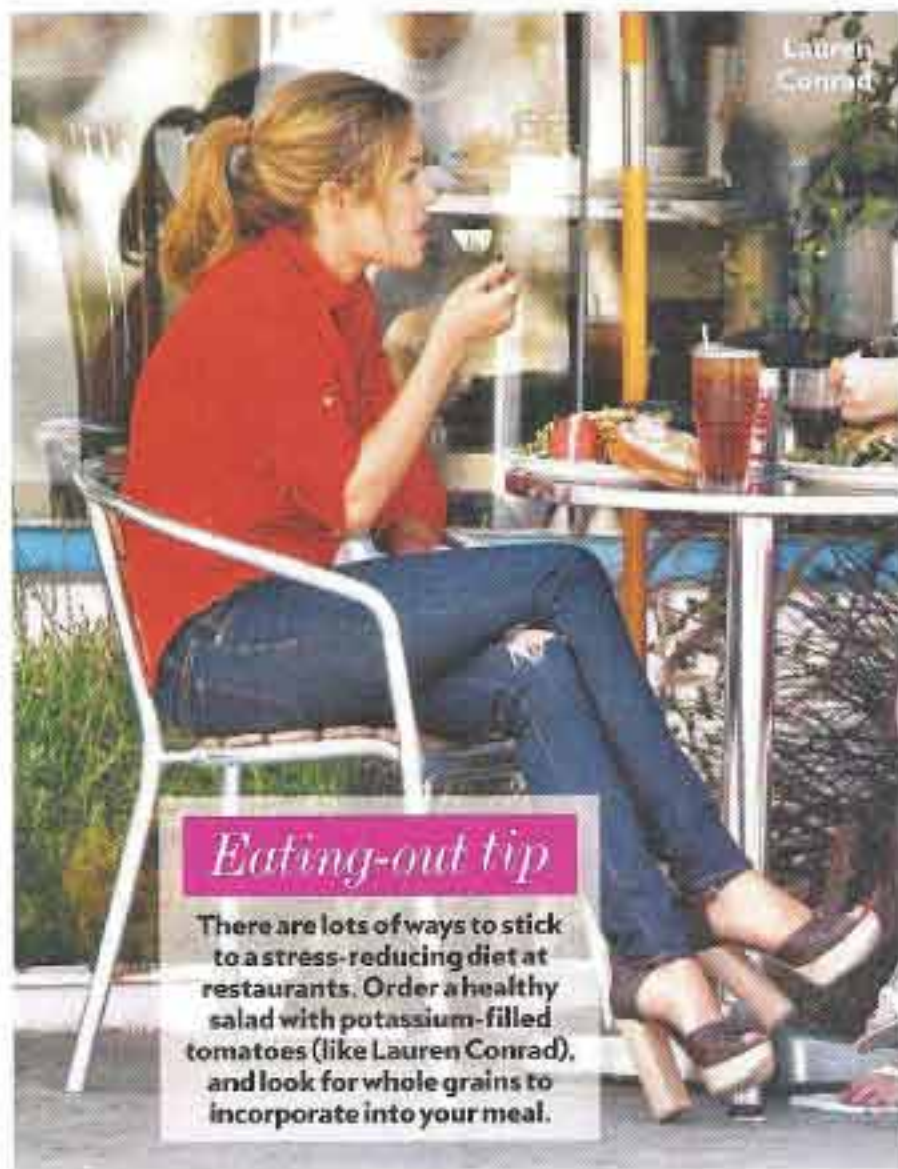 Lauren
Conrad
Eating-out tip
There are lots of ways to stick
to a stress-reducing diet at
restaurants. Order a healthy
salad with potassium-filled
tomatoes (like Lauren Conrad),
and look for whole grains to
incorporate into your meal.